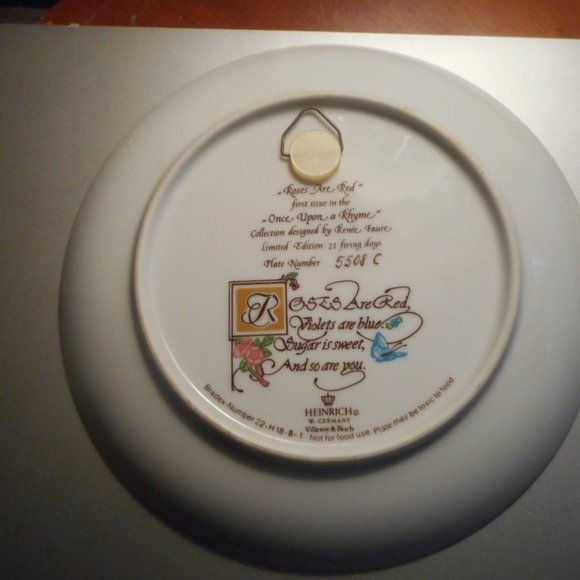 „Roses Are Red"
first issue in the
„Once Upon a Rhyme"
Collection designed by Renée Faure
Limited Edition: 21 firing days
Plate Number 5508 C
ROSES Are Red,
Violets are blue.
Sugar is sweet,
And so are you.
HEINRICH©
W. GERMANY
Villeroy & Boch
Bradex-Number 22-H18-8-1 Not for food use. Plate may be toxic to food